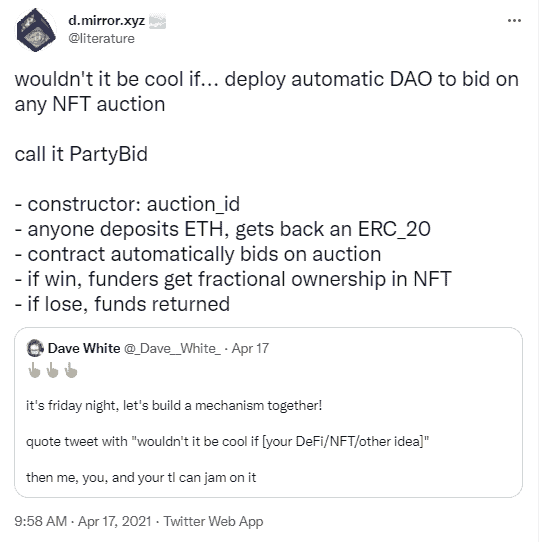 d.mirror.xyz
@literature
wouldn't it be cool if... deploy automatic DAO to bid on
any NFT auction
call it PartyBid
- constructor: auction_id
- anyone deposits ETH, gets back an ERC_20
- contract automatically bids on auction
- if win, funders get fractional ownership in NFT
- if lose, funds returned
Dave White @_Dave__White_ · Apr 17
it's friday night, let's build a mechanism together!
quote tweet with "wouldn't it be cool if [your DeFi/NFT/other idea]"
then me, you, and your tl can jam on it
9:58 AM · Apr 17, 2021 · Twitter Web App